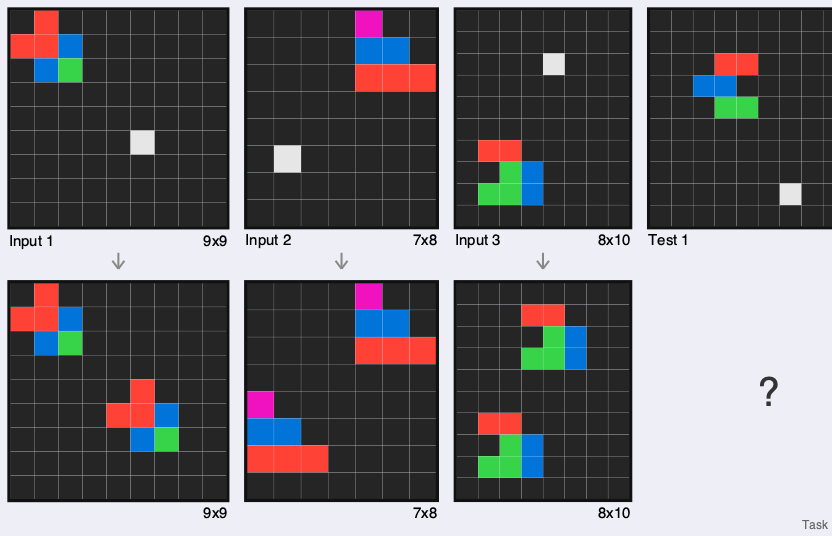 Input 1 9x9
Input 2 7x8
Input 3 8x10
Test 1
9x9
7x8
8x10
?
Task